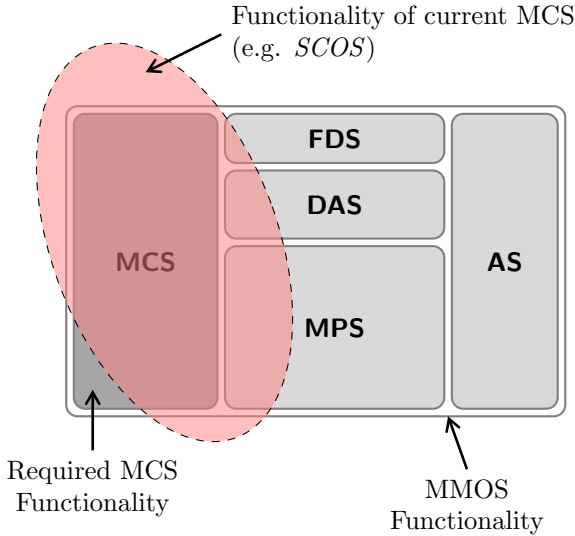 Functionality of current MCS
(e.g. SCOS)
FDS
DAS
MCS
AS
MPS
Required MCS
Functionality
MMOS
Functionality